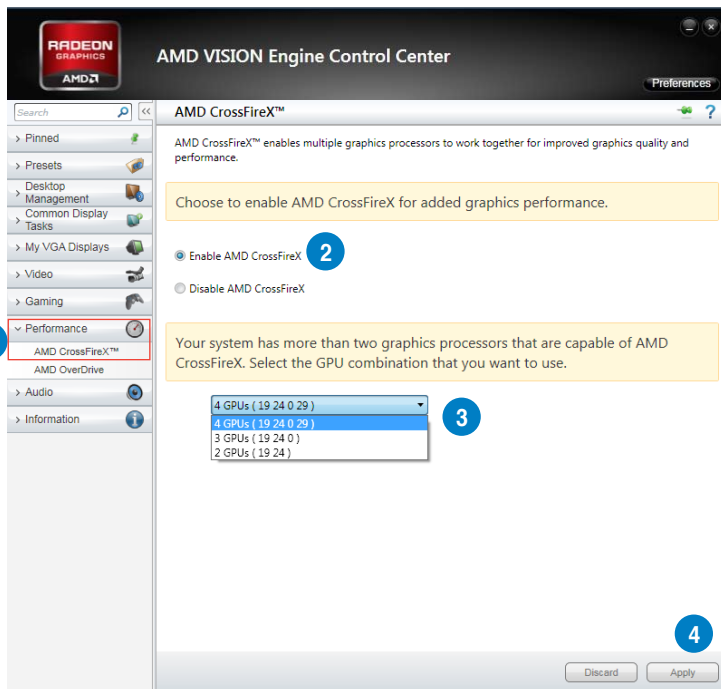 RADEON
GRAPHICS
AMD
AMD VISION Engine Control Center
Preferences
Search
<<
AMD CrossFireX™
?
> Pinned
> Presets
> Desktop
Management
> Common Display
Tasks
> My VGA Displays
> Video
> Gaming
Performance
AMD CrossFireX™
AMD OverDrive
> Audio
> Information
AMD CrossFireX™ enables multiple graphics processors to work together for improved graphics quality and
performance.
Choose to enable AMD CrossFireX for added graphics performance.
Enable AMD CrossFireX
2
Disable AMD CrossFireX
Your system has more than two graphics processors that are capable of AMD
CrossFireX. Select the GPU combination that you want to use.
4 GPUs ( 19 24 0 29 )
4 GPUs ( 19 24 0 29 )
3 GPUs ( 19 24 0 )
2 GPUs ( 19 24 )
3
4
Discard
Apply